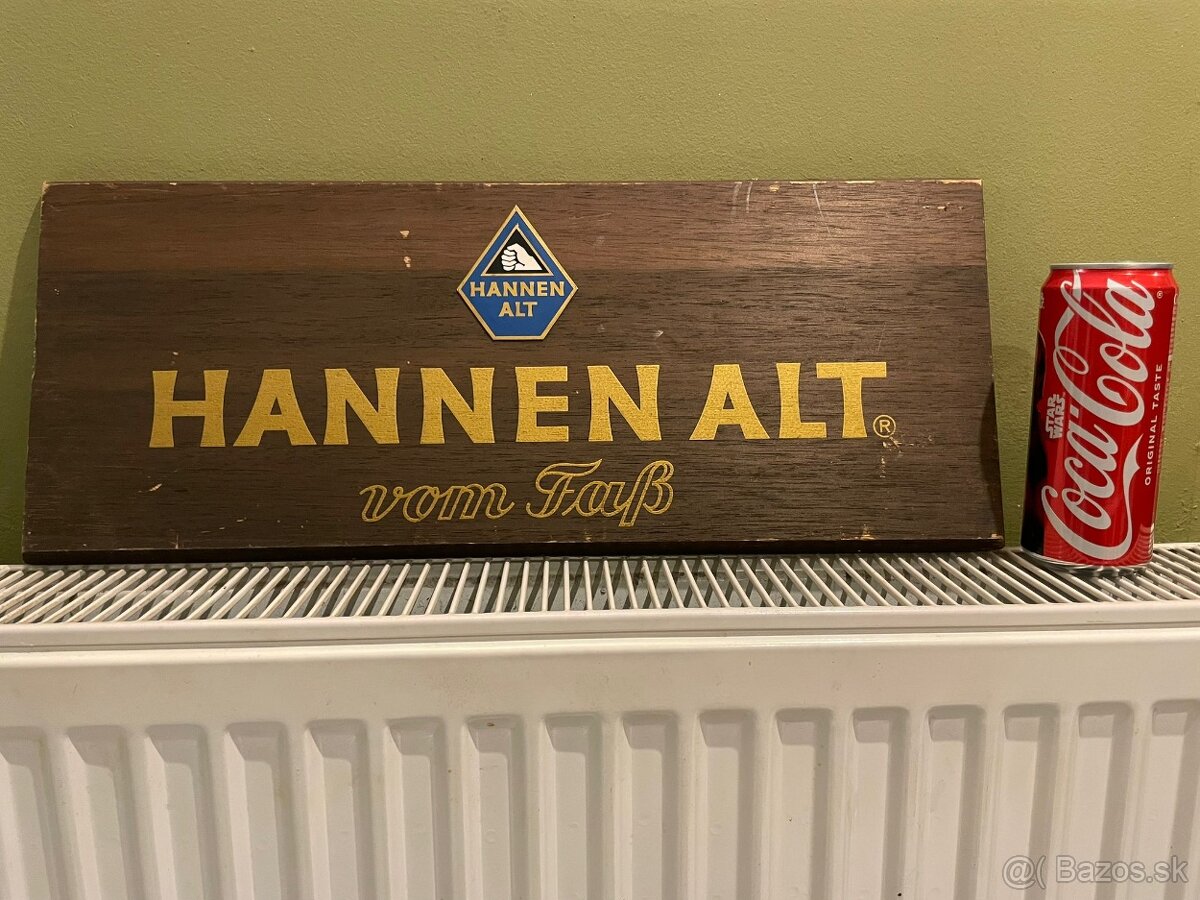 HANNEN
ALT
HANNEN ALT®
vom Faß
STAR
WARS
Coca-Cola®
ORIGINAL TASTE
@( Bazos.sk